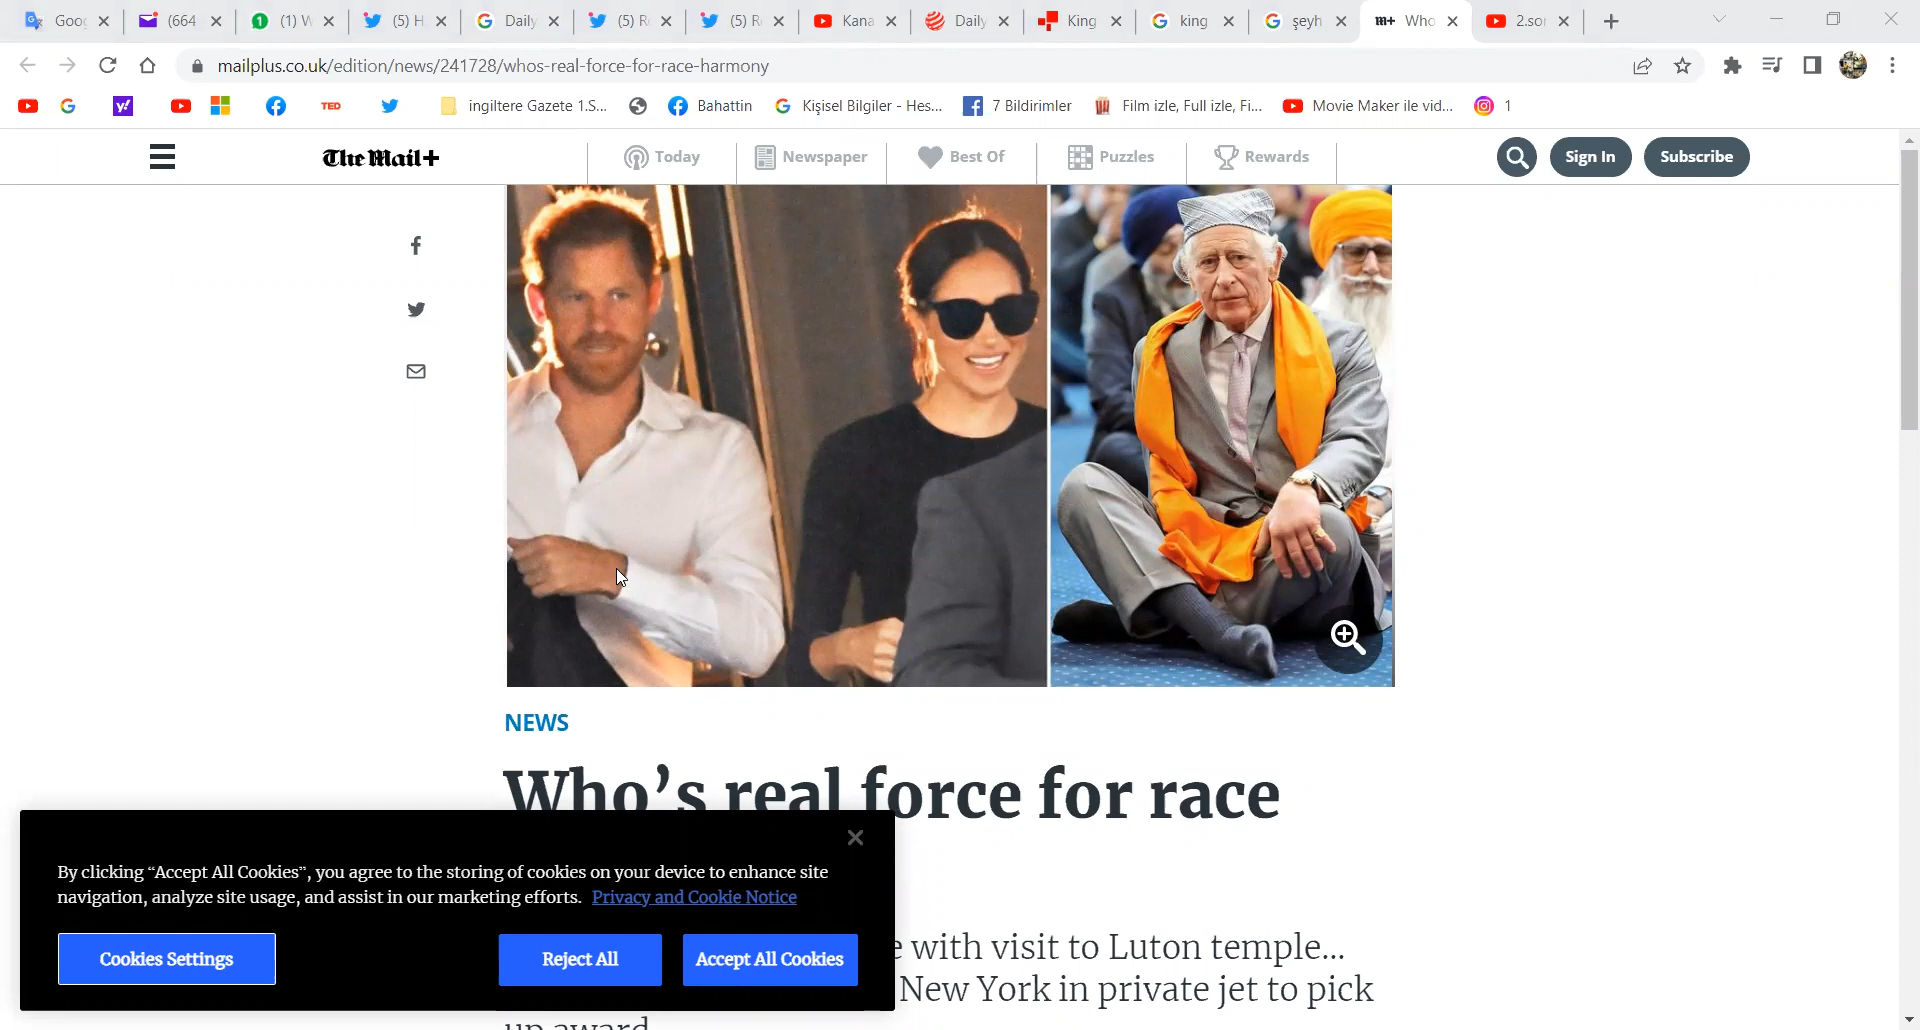 Goog
(664
(1) W
(5) H
Daily
(5) R
(5) R
Kana
Daily
King
king
şeyh
m+ Who
2.sor
mailplus.co.uk/edition/news/241728/whos-real-force-for-race-harmony
TED
ingiltere Gazete 1.S...
Bahattin
Kişisel Bilgiler - Hes...
7 Bildirimler
Film izle, Full izle, Fi...
Movie Maker ile vid...
1
The Mail+
Today
Newspaper
Best Of
Puzzles
Rewards
Sign In
Subscribe
NEWS
Who's real force for race
with visit to Luton temple...
New York in private jet to pick
up award
By clicking “Accept All Cookies”, you agree to the storing of cookies on your device to enhance site
navigation, analyze site usage, and assist in our marketing efforts. Privacy and Cookie Notice
Cookies Settings
Reject All
Accept All Cookies